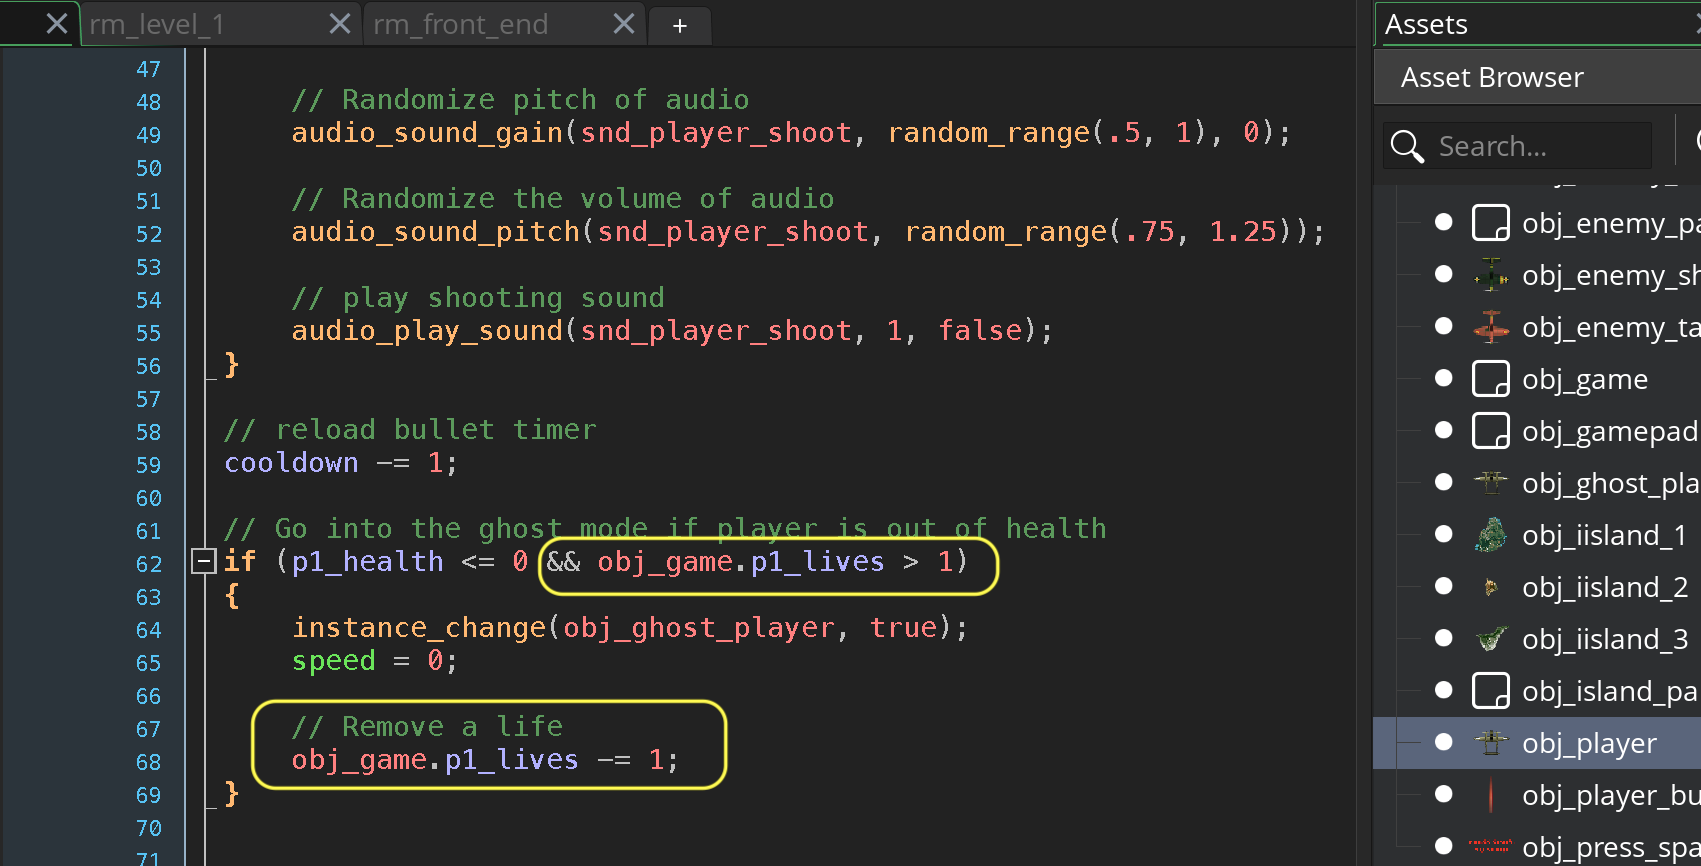 rm_level_1
rm_front_end
+
47
48 // Randomize pitch of audio
49 audio_sound_gain(snd_player_shoot, random_range(.5, 1), 0);
50
51 // Randomize the volume of audio
52 audio_sound_pitch(snd_player_shoot, random_range(.75, 1.25));
53
54 // play shooting sound
55 audio_play_sound(snd_player_shoot, 1, false);
56 }
57
58 // reload bullet timer
59 cooldown -= 1;
60
61 // Go into the ghost mode if player is out of health
62 if (p1_health <= 0 && obj_game.p1_lives > 1)
63 {
64 instance_change(obj_ghost_player, true);
65 speed = 0;
66
67 // Remove a life
68 obj_game.p1_lives -= 1;
69 }
70
71
Assets
Asset Browser
Search...
obj_enemy_pa
obj_enemy_sh
obj_enemy_ta
obj_game
obj_gamepad
obj_ghost_pla
obj_iisland_1
obj_iisland_2
obj_iisland_3
obj_island_pa
obj_player
obj_player_bu
obj_press_spa